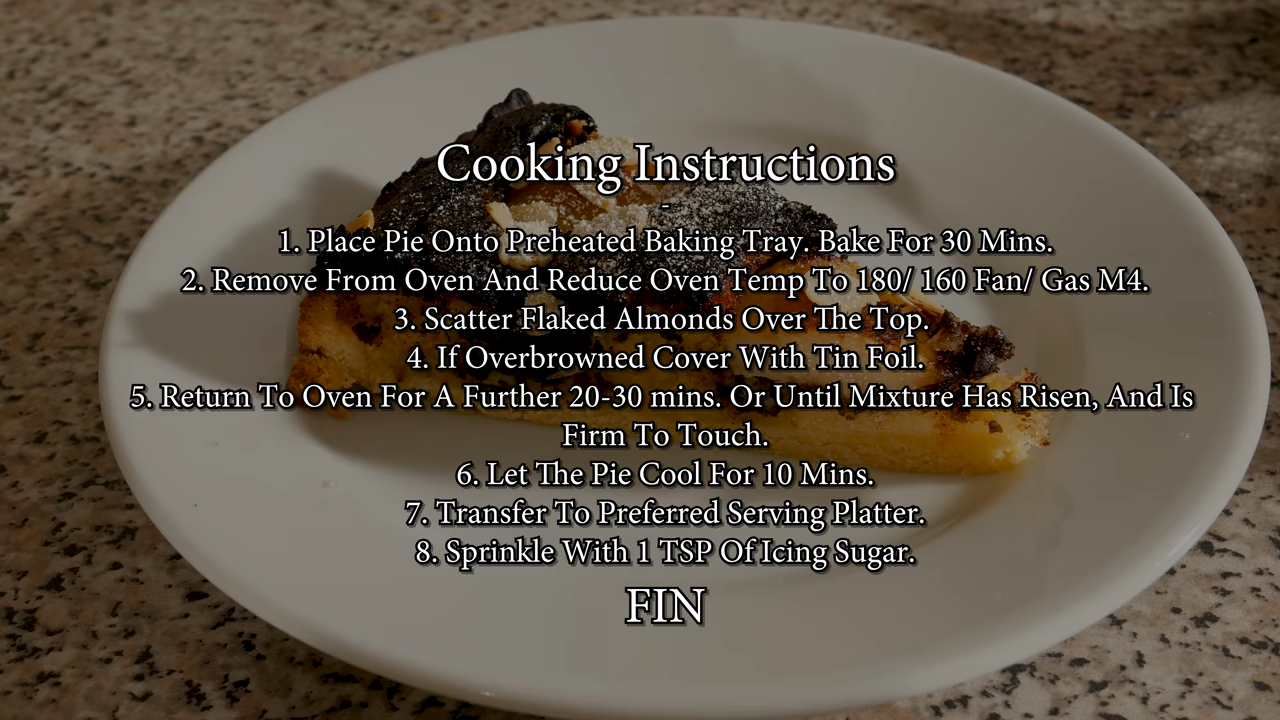 Cooking Instructions
-
1. Place Pie Onto Preheated Baking Tray. Bake For 30 Mins.
2. Remove From Oven And Reduce Oven Temp To 180/ 160 Fan/ Gas M4.
3. Scatter Flaked Almonds Over The Top.
4. If Overbrowned Cover With Tin Foil.
5. Return To Oven For A Further 20-30 mins. Or Until Mixture Has Risen, And Is
Firm To Touch.
6. Let The Pie Cool For 10 Mins.
7. Transfer To Preferred Serving Platter.
8. Sprinkle With 1 TSP Of Icing Sugar.
FIN